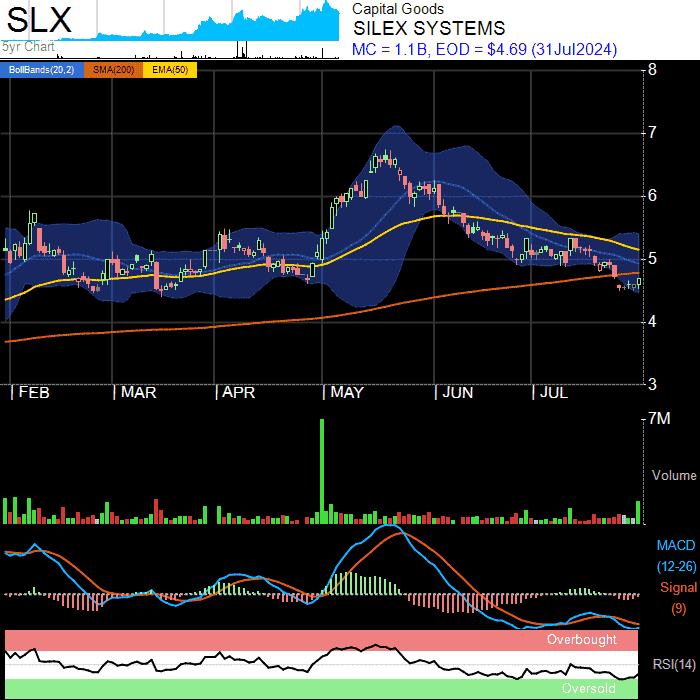 SLX
Capital Goods
SILEX SYSTEMS
5yr Chart
MC = 1.1B, EOD = $4.69 (31Jul2024)
BollBands(20,2) SMA(200) EMA(50)
8
7
6
5
4
3
FEB MAR APR MAY JUN JUL
7M
Volume
MACD
(12-26)
Signal
(9)
Overbought
RSI(14)
Oversold